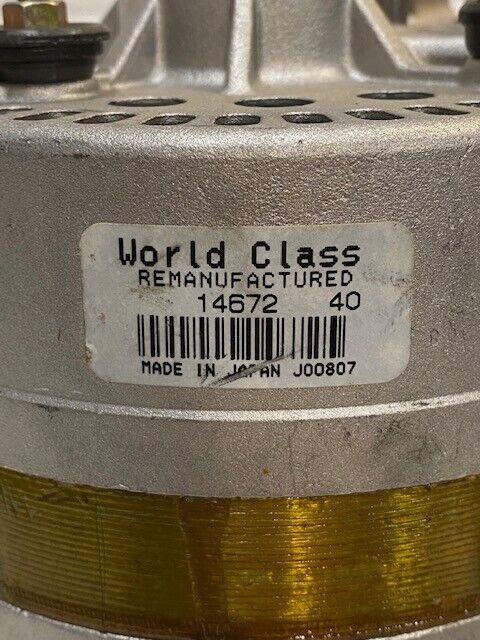 World Class
REMANUFACTURED
14672 40
MADE IN JAPAN J00807